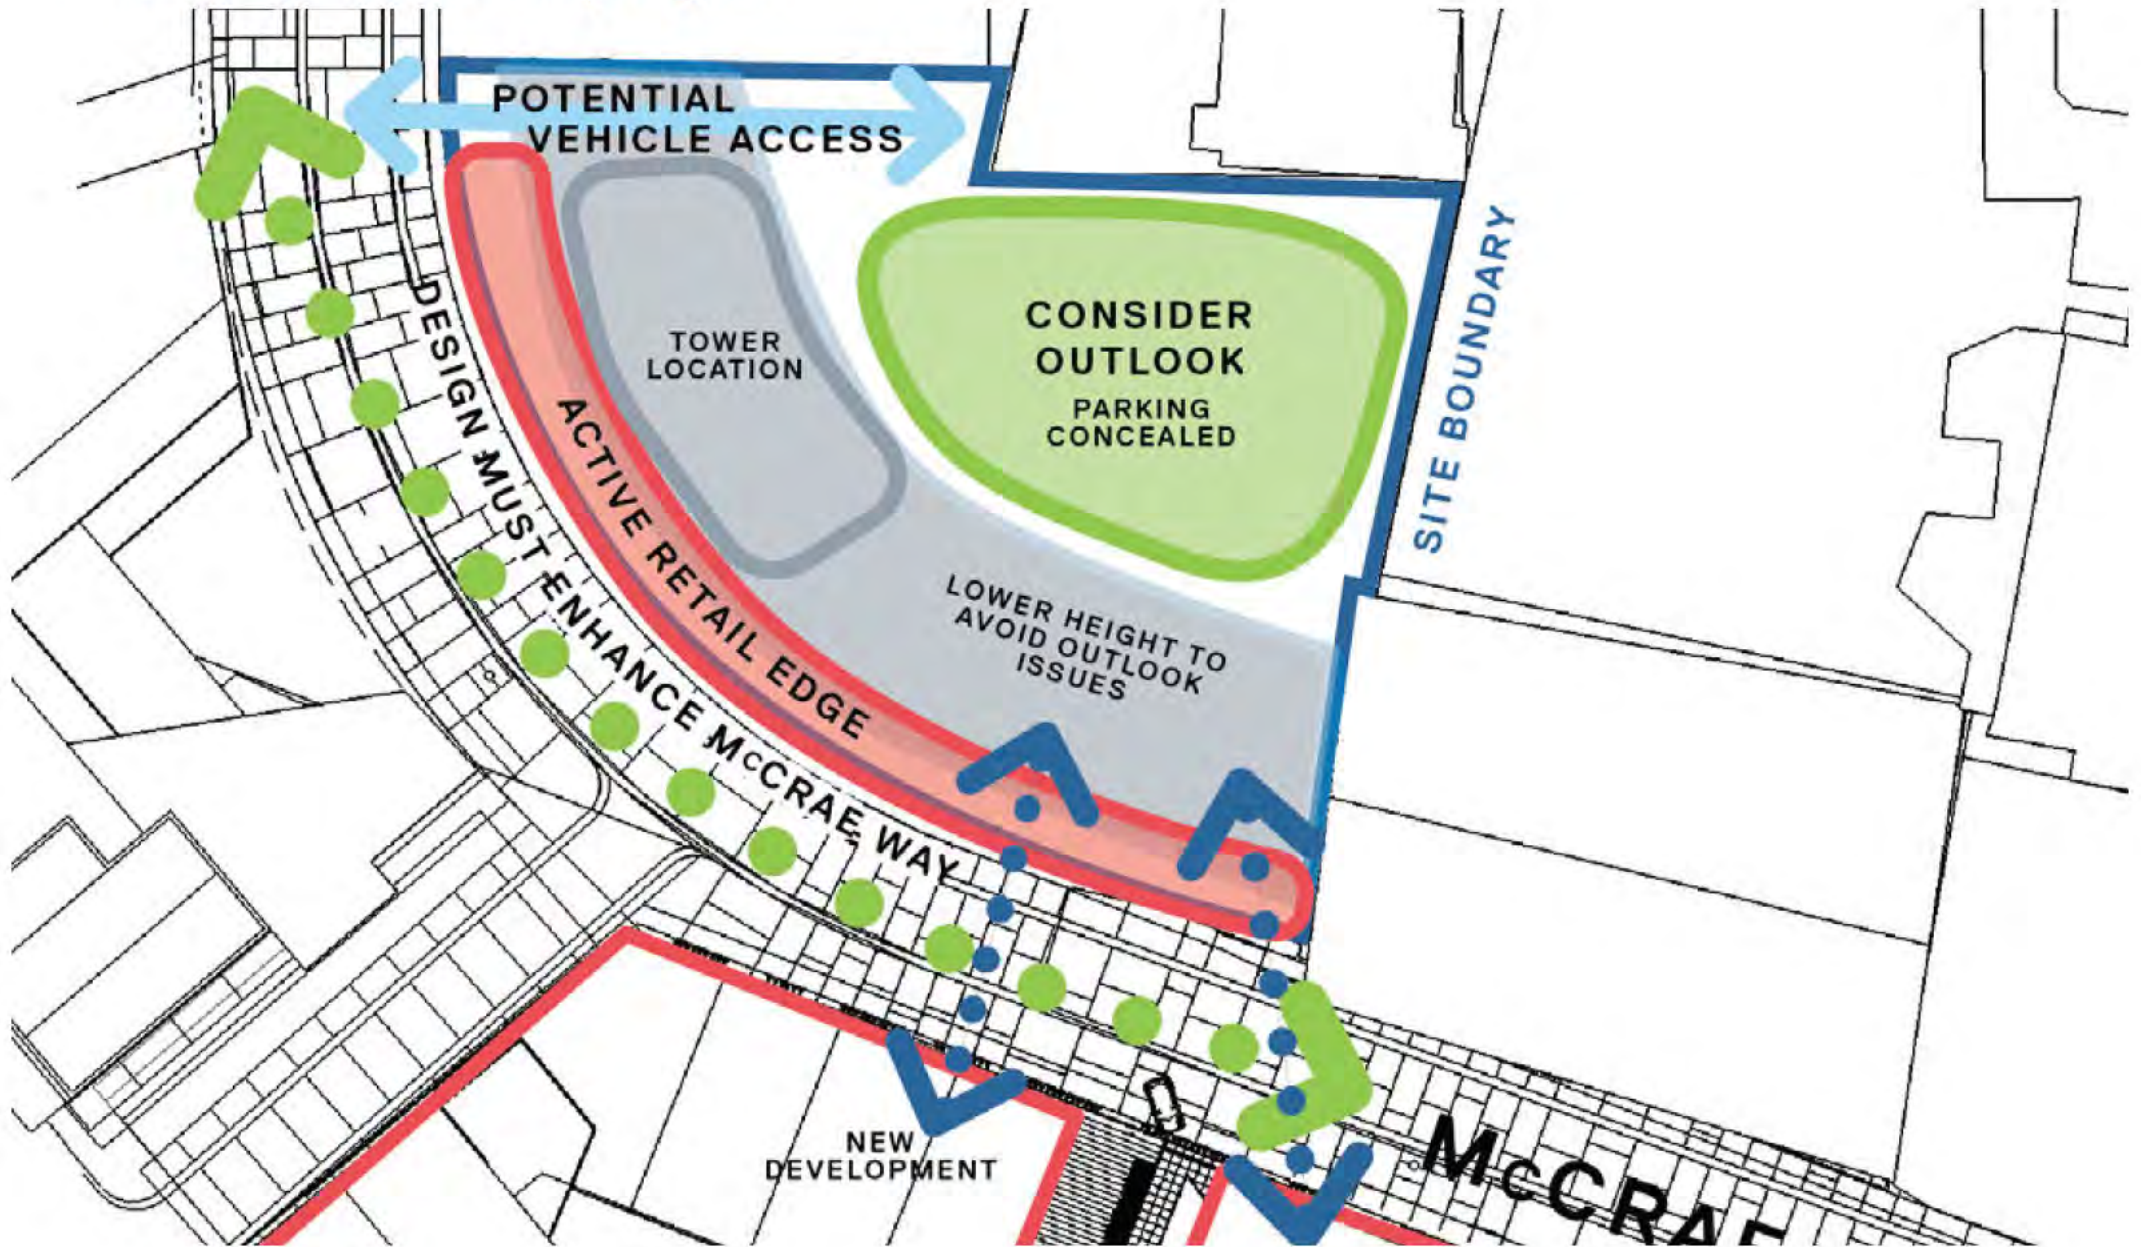 POTENTIAL
VEHICLE ACCESS
TOWER
LOCATION
CONSIDER
OUTLOOK
PARKING
CONCEALED
SITE BOUNDARY
DESIGN MUST ENHANCE McCRAE WAY
ACTIVE RETAIL EDGE
LOWER HEIGHT TO
AVOID OUTLOOK
ISSUES
NEW
DEVELOPMENT
McCRAE